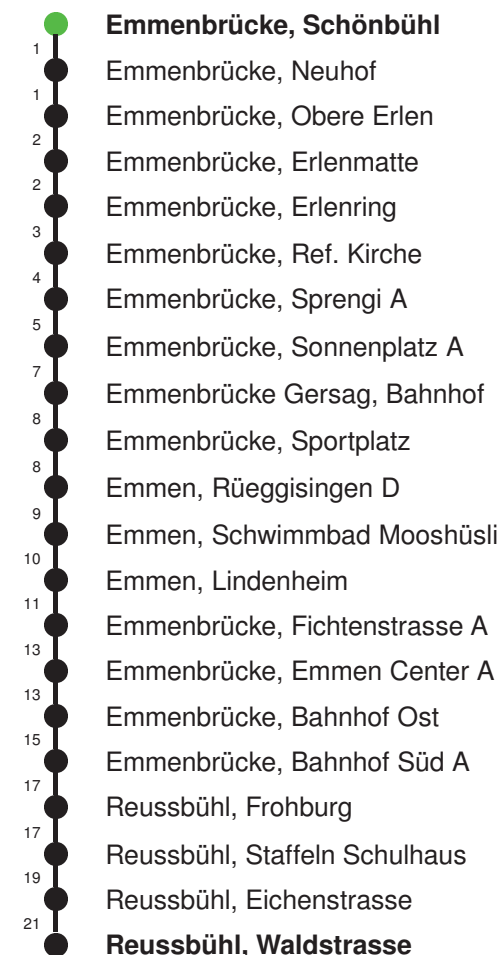 Emmenbrücke, Schönbühl
1
Emmenbrücke, Neuhof
1
Emmenbrücke, Obere Erlen
2
Emmenbrücke, Erlenmatte
2
Emmenbrücke, Erlenring
3
Emmenbrücke, Ref. Kirche
4
Emmenbrücke, Sprengi A
5
Emmenbrücke, Sonnenplatz A
7
Emmenbrücke Gersag, Bahnhof
8
Emmenbrücke, Sportplatz
8
Emmen, Rüeggisingen D
9
Emmen, Schwimmbad Mooshüsli
10
Emmen, Lindenheim
11
Emmenbrücke, Fichtenstrasse A
13
Emmenbrücke, Emmen Center A
13
Emmenbrücke, Bahnhof Ost
15
Emmenbrücke, Bahnhof Süd A
17
Reussbühl, Frohburg
17
Reussbühl, Staffeln Schulhaus
19
Reussbühl, Eichenstrasse
21
Reussbühl, Waldstrasse